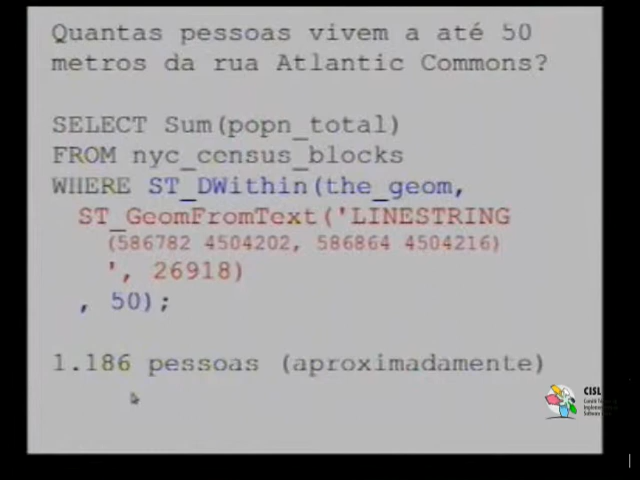 Quantas pessoas vivem a até 50
metros da rua Atlantic Commons?
SELECT Sum(popn_total)
FROM nyc_census_blocks
WHERE ST_DWithin(the_geom,
ST_GeomFromText('LINESTRING
(586782 4504202, 586864 4504216)
', 26918)
, 50);
1.186 pessoas (aproximadamente)
CISL